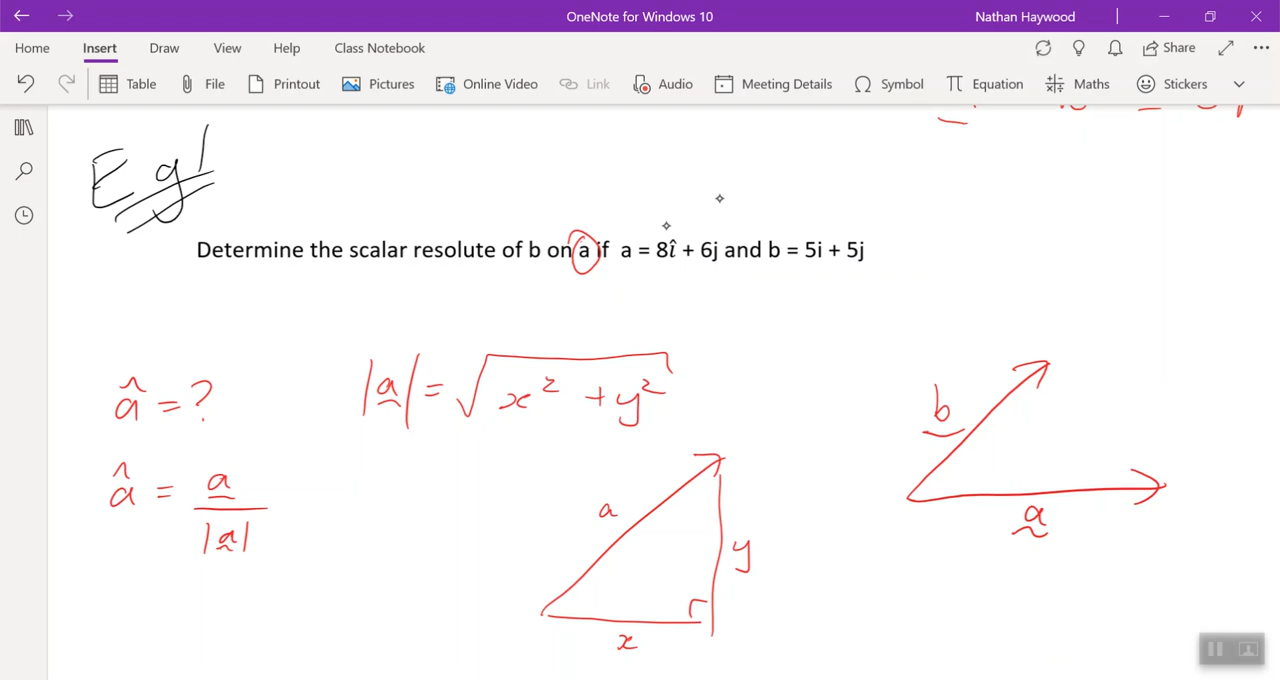 OneNote for Windows 10
Nathan Haywood
Home Insert Draw View Help Class Notebook Share
Table File Printout Pictures Online Video Link Audio Meeting Details Symbol Equation Maths Stickers
Eg1
Determine the scalar resolute of b on a if a = 8î + 6j and b = 5i + 5j
â = ?
|a| = √x² + y²
b
â = a / |a|
a
a
y
x